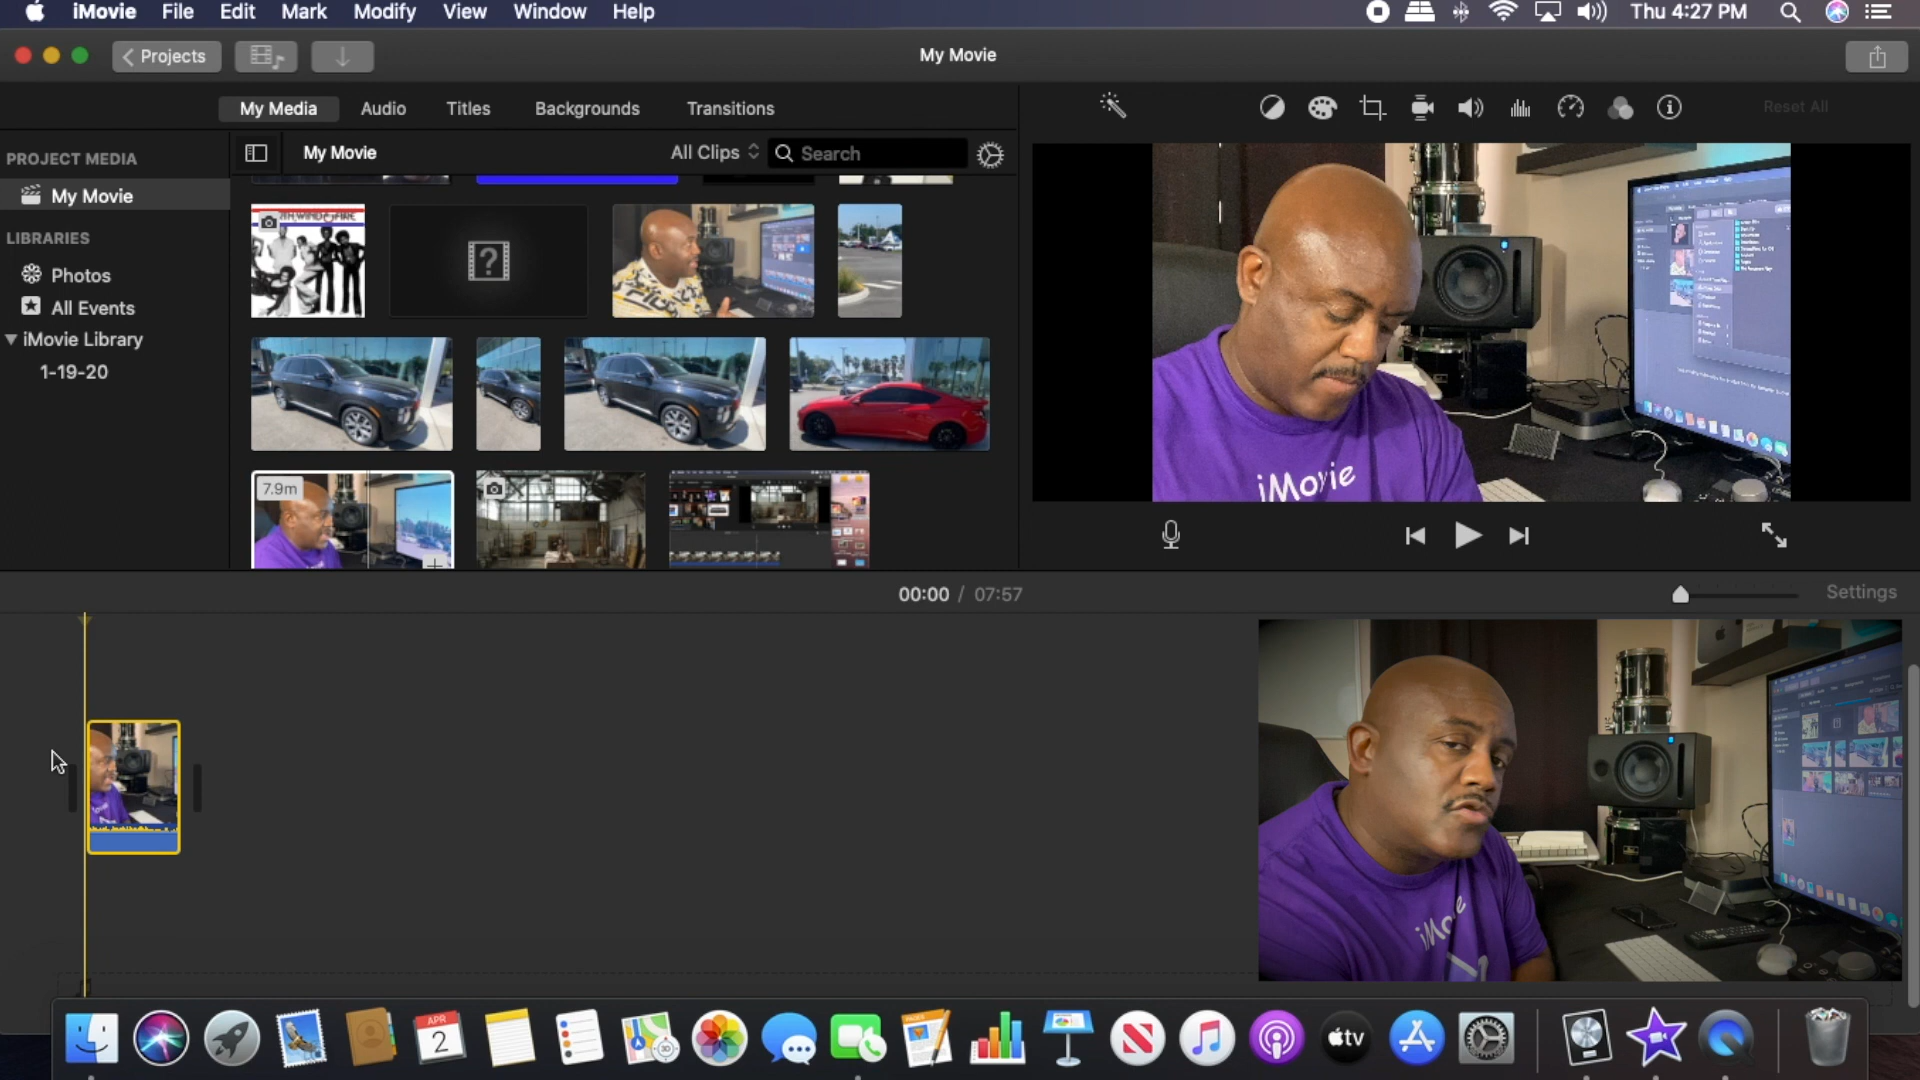 iMovie File Edit Mark Modify View Window Help Thu 4:27 PM
Projects My Movie
My Media Audio Titles Backgrounds Transitions Reset All
PROJECT MEDIA My Movie All Clips Search
My Movie
LIBRARIES
Photos
All Events
iMovie Library
1-19-20
7.9m
iMovie
00:00 / 07:57 Settings
APR
2
PAGES
3D
tv